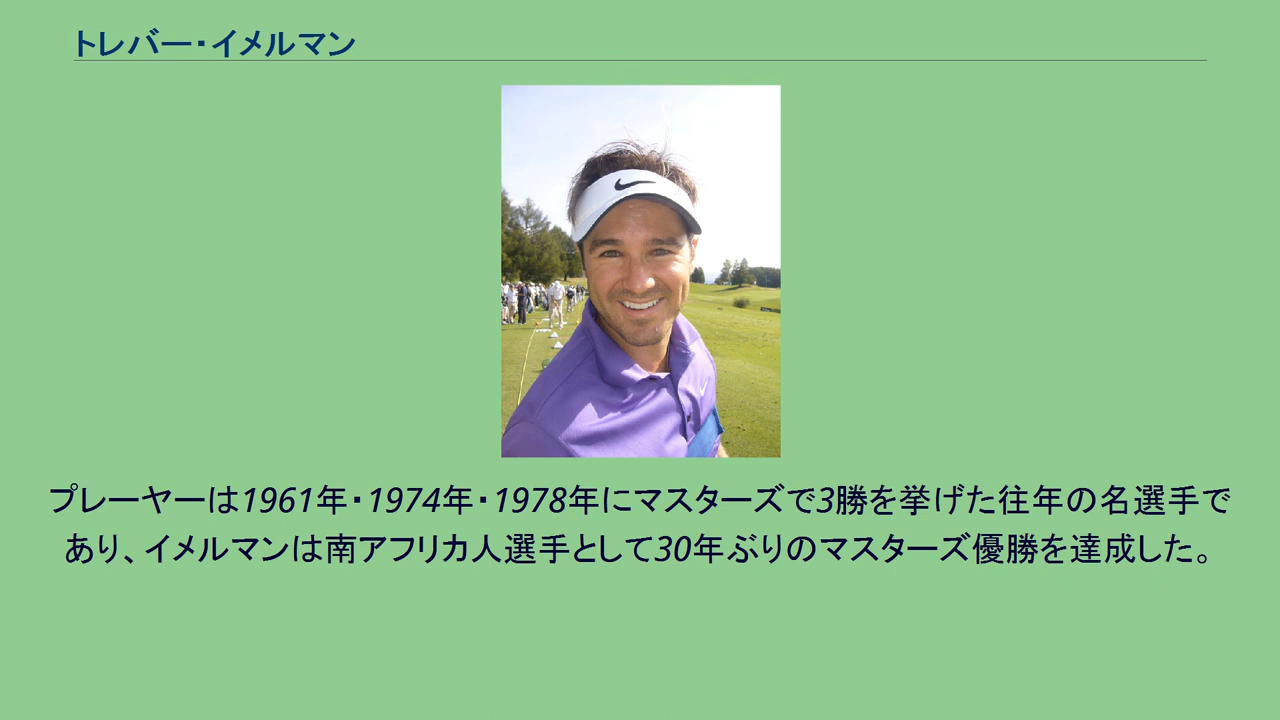 トレバー・イメルマン
プレーヤーは1961年・1974年・1978年にマスターズで3勝を挙げた往年の名選手で
あり、イメルマンは南アフリカ人選手として30年ぶりのマスターズ優勝を達成した。